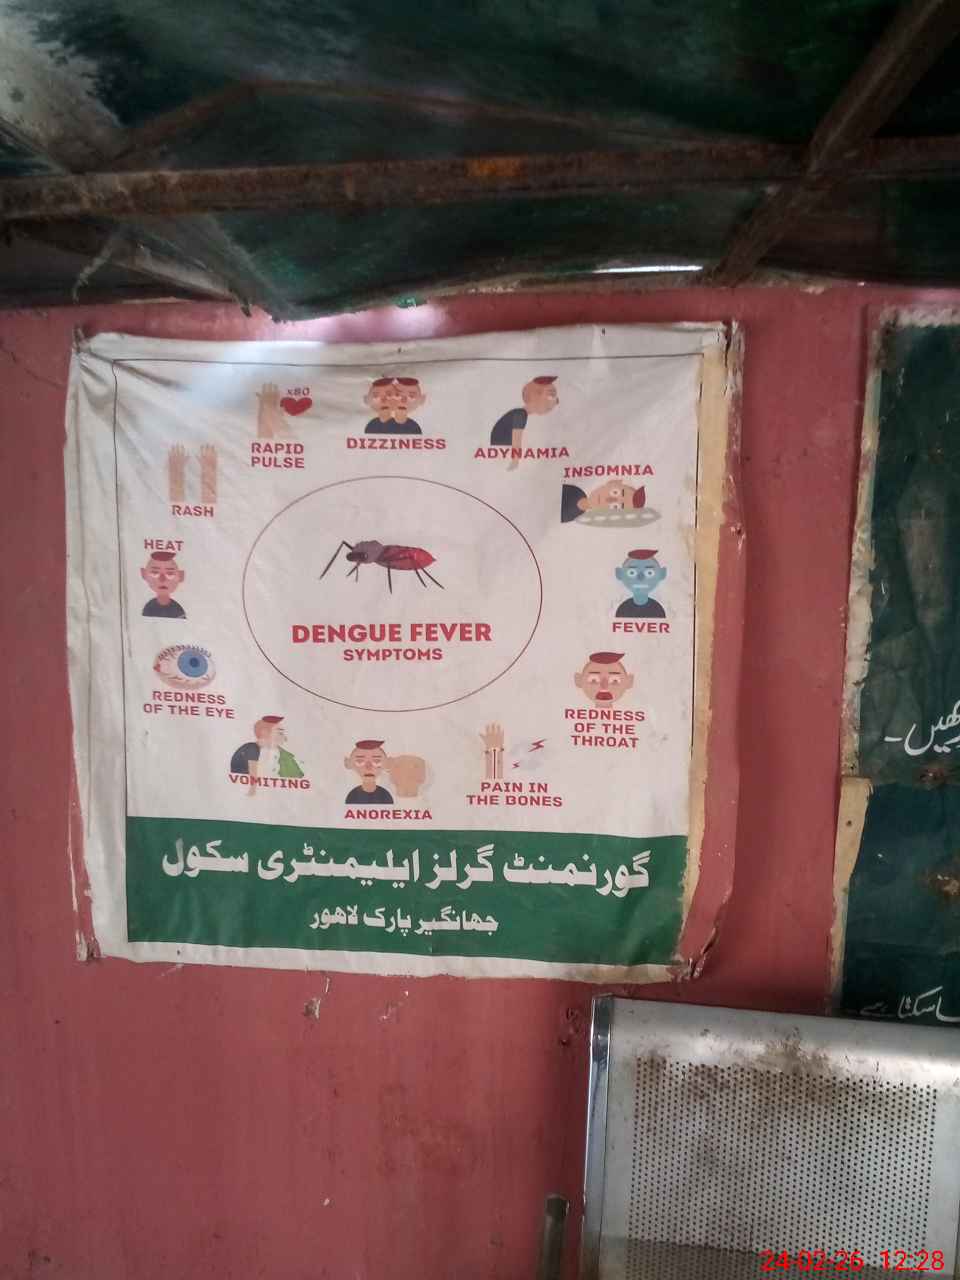 x80
RAPID
PULSE
DIZZINESS
ADYNAMIA
INSOMNIA
RASH
HEAT
FEVER
DENGUE FEVER
SYMPTOMS
REDNESS
OF THE EYE
REDNESS
OF THE
THROAT
VOMITING
ANOREXIA
PAIN IN
THE BONES
گورنمنٹ گرلز ایلیمنٹری سکول
جھانگیر پارک لاھور
جاسکتا ہے
24-02-26 12:28